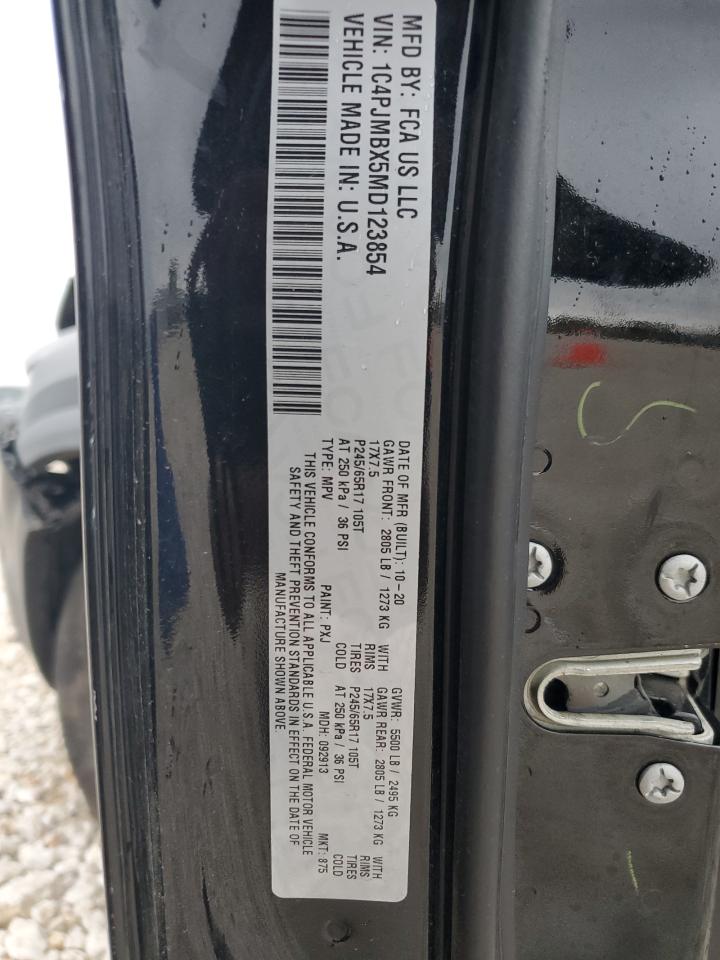 MFD BY: FCA US LLC
VIN: 1C4PJMBX5MD123854
VEHICLE MADE IN: U.S.A.
DATE OF MFR (BUILT): 10-20 GVWR: 5500 LB / 2495 KG
GAWR FRONT: 2805 LB / 1273 KG WITH GAWR REAR: 2805 LB / 1273 KG WITH
17X7.5 RIMS 17X7.5 RIMS
P245/65R17 105T TIRES P245/65R17 105T TIRES
AT 250 kPa / 36 PSI COLD AT 250 kPa / 36 PSI COLD
TYPE: MPV PAINT: PXJ MDH: 092913 MKT: 875
THIS VEHICLE CONFORMS TO ALL APPLICABLE U.S.A. FEDERAL MOTOR VEHICLE
SAFETY AND THEFT PREVENTION STANDARDS IN EFFECT ON THE DATE OF
MANUFACTURE SHOWN ABOVE